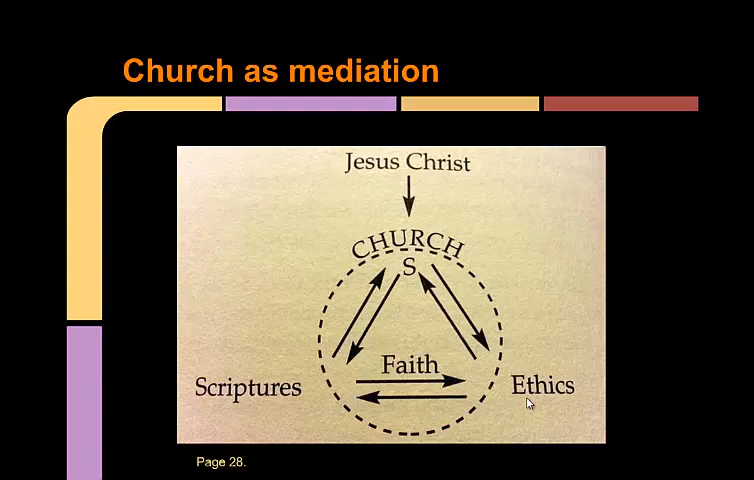 Church as mediation
Jesus Christ
CHURCH
S
Faith
Scriptures
Ethics
Page 28.